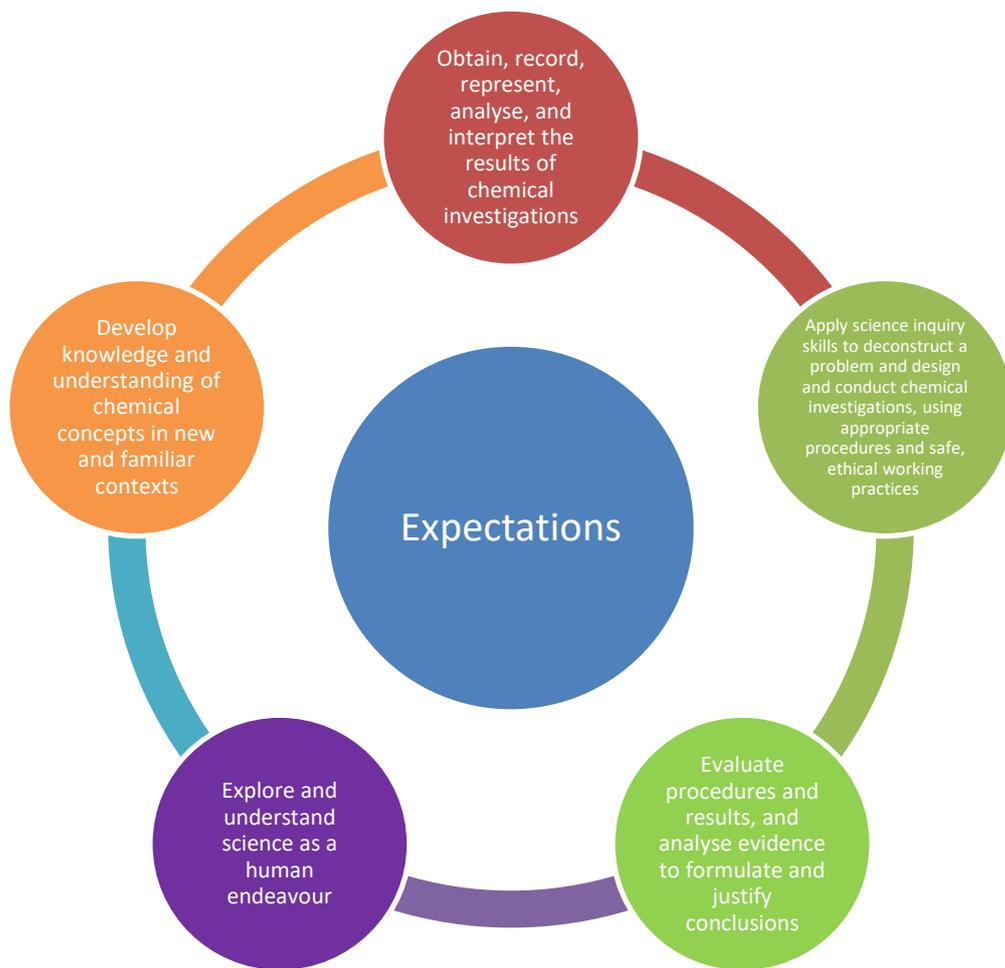 Obtain, record,
represent,
analyse, and
interpret the
results of
chemical
investigations
Apply science inquiry
skills to deconstruct a
problem and design
and conduct chemical
investigations, using
appropriate
procedures and safe,
ethical working
practices
Evaluate
procedures and
results, and
analyse evidence
to formulate and
justify
conclusions
Explore and
understand
science as a
human
endeavour
Develop
knowledge and
understanding of
chemical
concepts in new
and familiar
contexts
Expectations